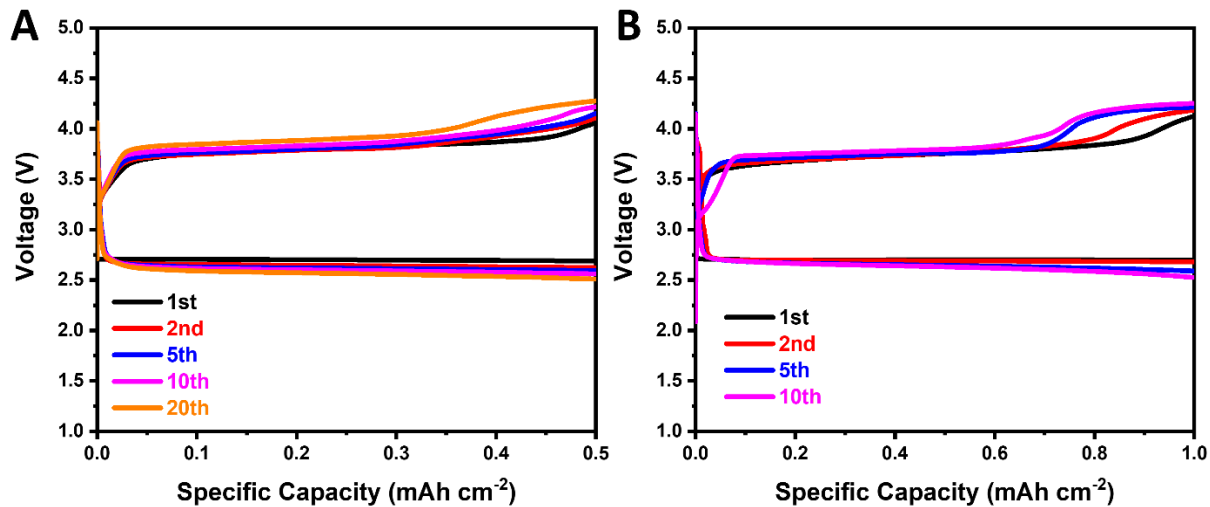 A
5.0
4.5
4.0
3.5
3.0
2.5
2.0
1.5
1.0
Voltage (V)
1st
2nd
5th
10th
20th
0.0 0.1 0.2 0.3 0.4 0.5
Specific Capacity (mAh cm⁻²)
B
5.0
4.5
4.0
3.5
3.0
2.5
2.0
1.5
1.0
Voltage (V)
1st
2nd
5th
10th
0.0 0.2 0.4 0.6 0.8 1.0
Specific Capacity (mAh cm⁻²)